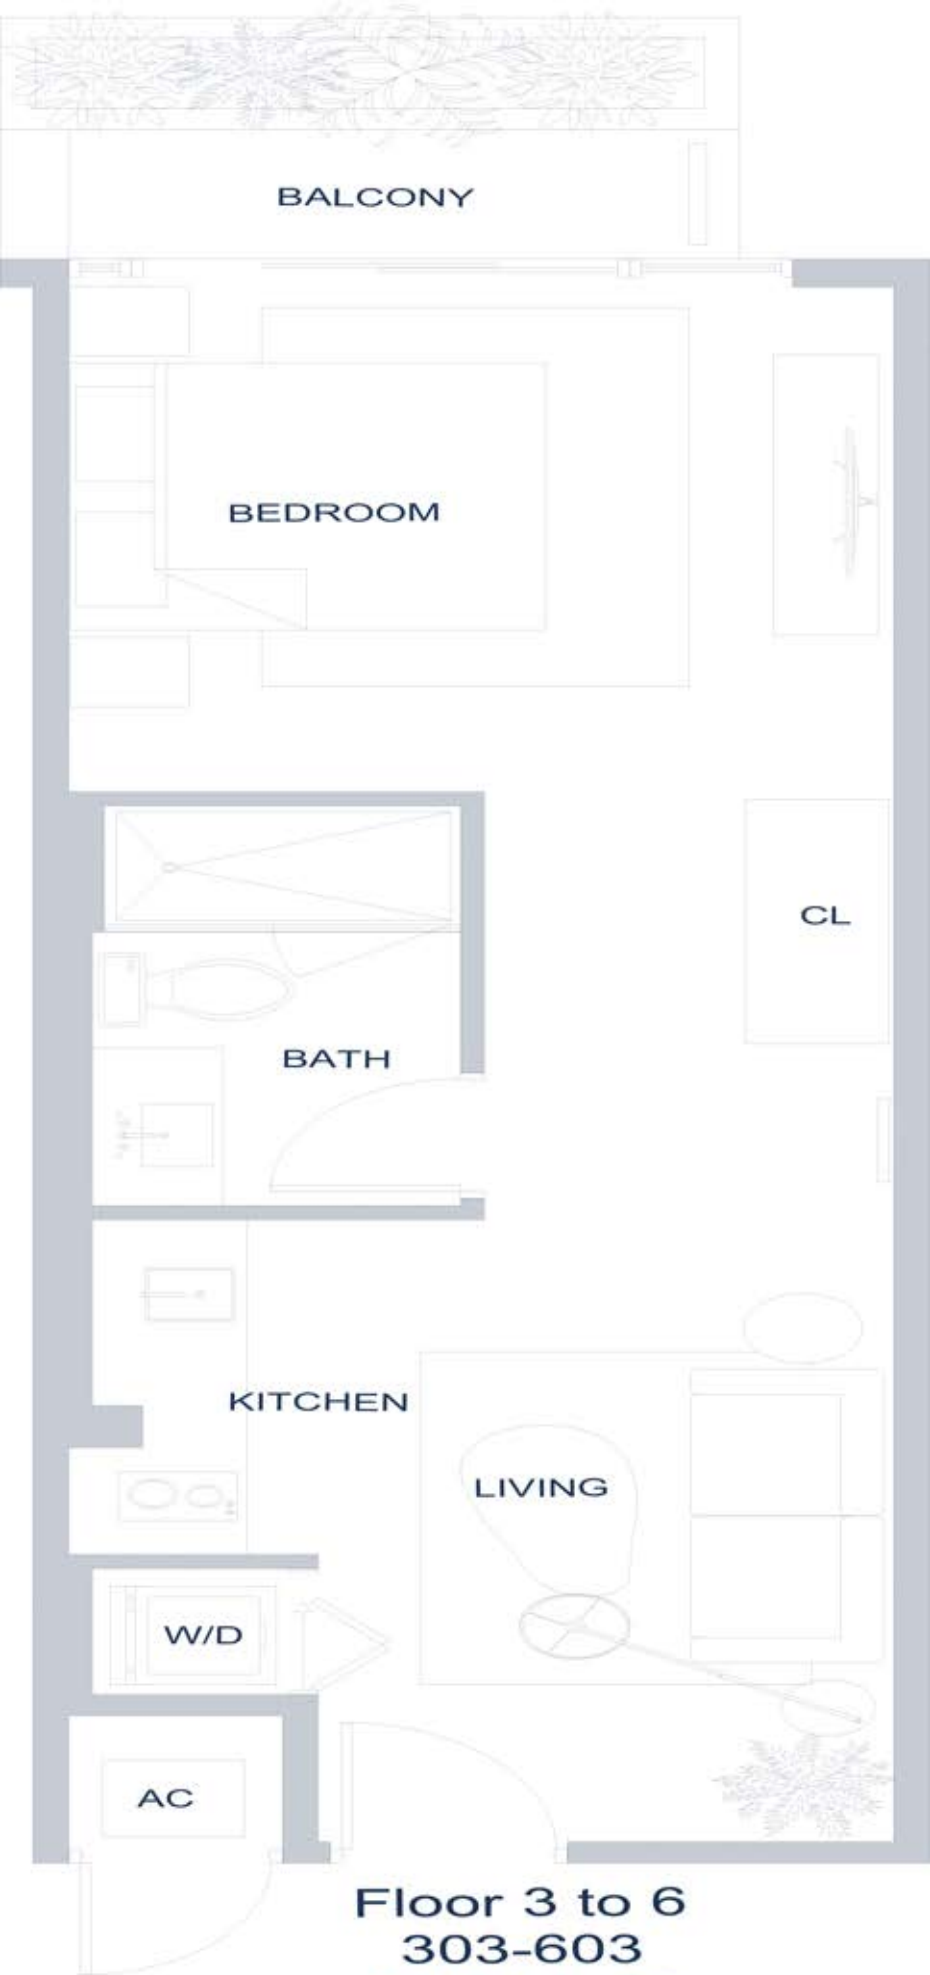 BALCONY
BEDROOM
CL
BATH
KITCHEN
LIVING
W/D
AC
Floor 3 to 6
303-603